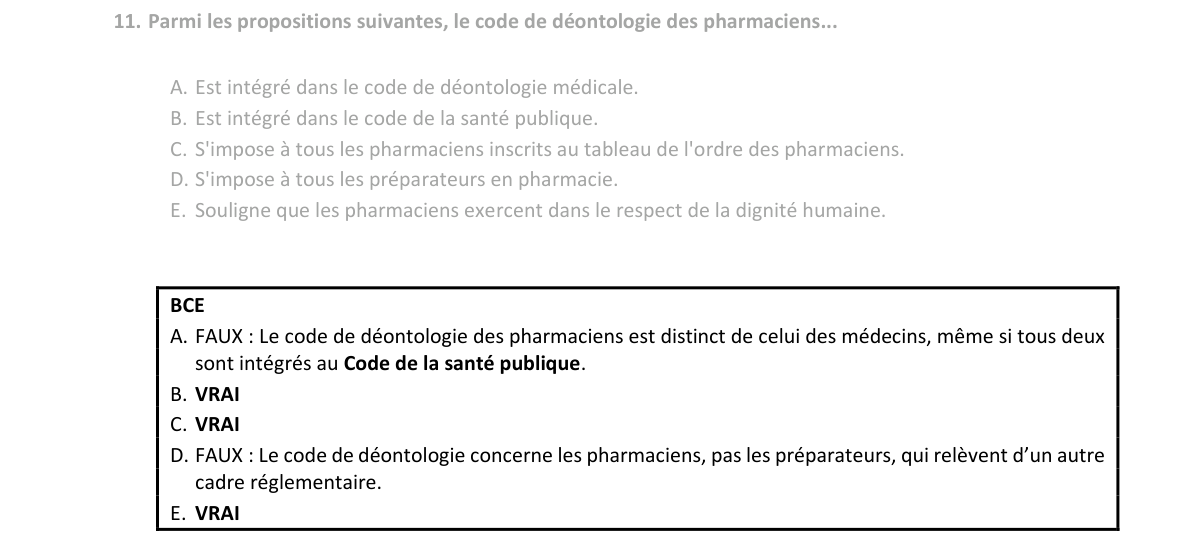 11. Parmi les propositions suivantes, le code de déontologie des pharmaciens...
A. Est intégré dans le code de déontologie médicale.
B. Est intégré dans le code de la santé publique.
C. S'impose à tous les pharmaciens inscrits au tableau de l'ordre des pharmaciens.
D. S'impose à tous les préparateurs en pharmacie.
E. Souligne que les pharmaciens exercent dans le respect de la dignité humaine.
BCE
A. FAUX : Le code de déontologie des pharmaciens est distinct de celui des médecins, même si tous deux
sont intégrés au Code de la santé publique.
B. VRAI
C. VRAI
D. FAUX : Le code de déontologie concerne les pharmaciens, pas les préparateurs, qui relèvent d’un autre
cadre réglementaire.
E. VRAI